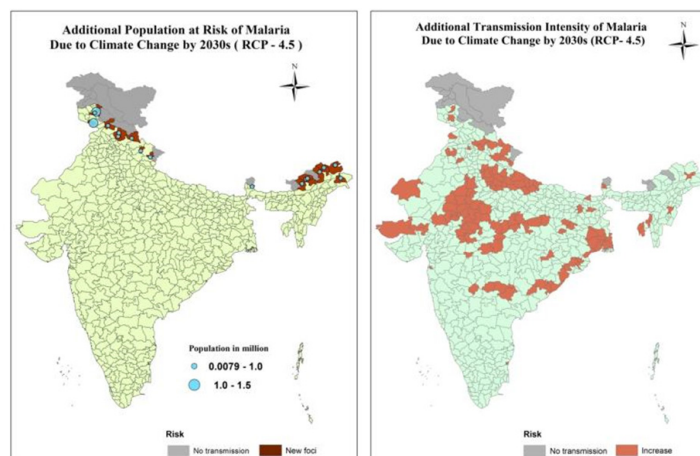 Additional Population at Risk of Malaria
Due to Climate Change by 2030s ( RCP - 4.5 )
N
Population in million
0.0079 - 1.0
1.0 - 1.5
Risk
No transmission
New foci
Additional Transmission Intensity of Malaria
Due to Climate Change by 2030s (RCP- 4.5)
N
Risk
No transmission
Increase